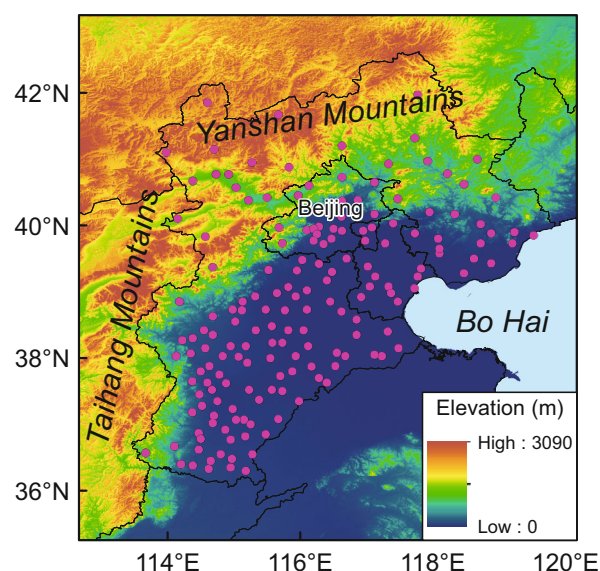 42°N
40°N
38°N
36°N
Yanshan Mountains
Beijing
Taihang Mountains
Bo Hai
Elevation (m)
High : 3090
Low : 0
114°E
116°E
118°E
120°E